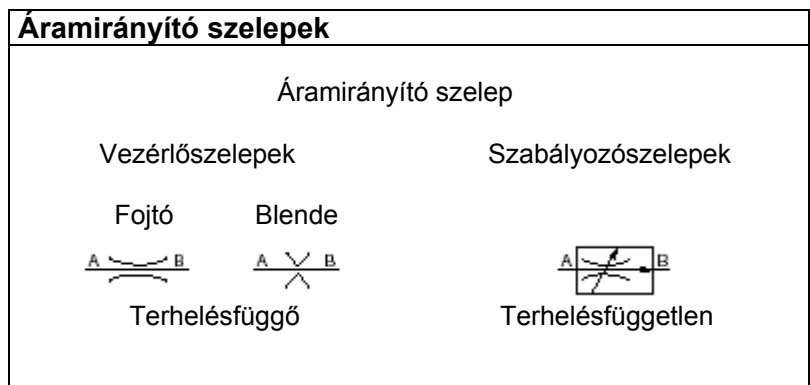 Áramirányító szelepek
Áramirányító szelep
Vezérlőszelepek Szabályozószelepek
Fojtó Blende
A B A B A B
Terhelésfüggő Terhelésfüggetlen